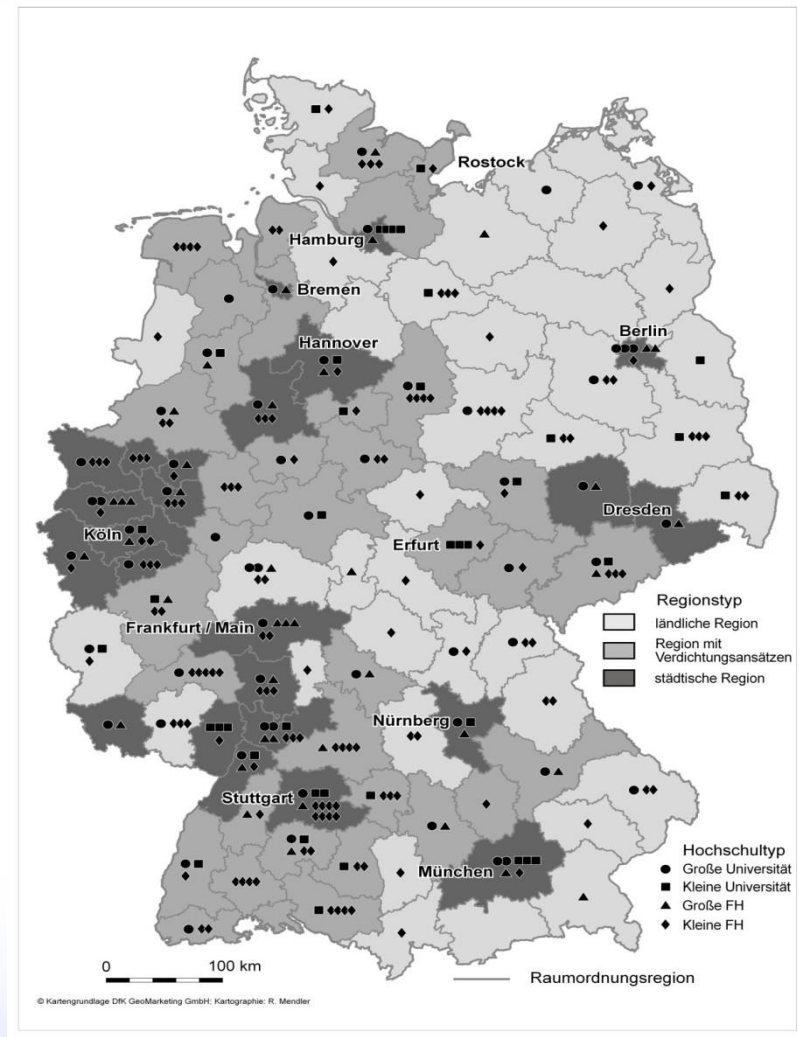 Rostock
Hamburg
Bremen
Hannover
Berlin
Köln
Dresden
Erfurt
Frankfurt / Main
Nürnberg
Stuttgart
München
Regionstyp
ländliche Region
Region mit
Verdichtungsansätzen
städtische Region
Hochschultyp
Große Universität
Kleine Universität
Große FH
Kleine FH
0 100 km
Raumordnungsregion
© Kartengrundlage DfK GeoMarketing GmbH; Kartographie: R. Mendler